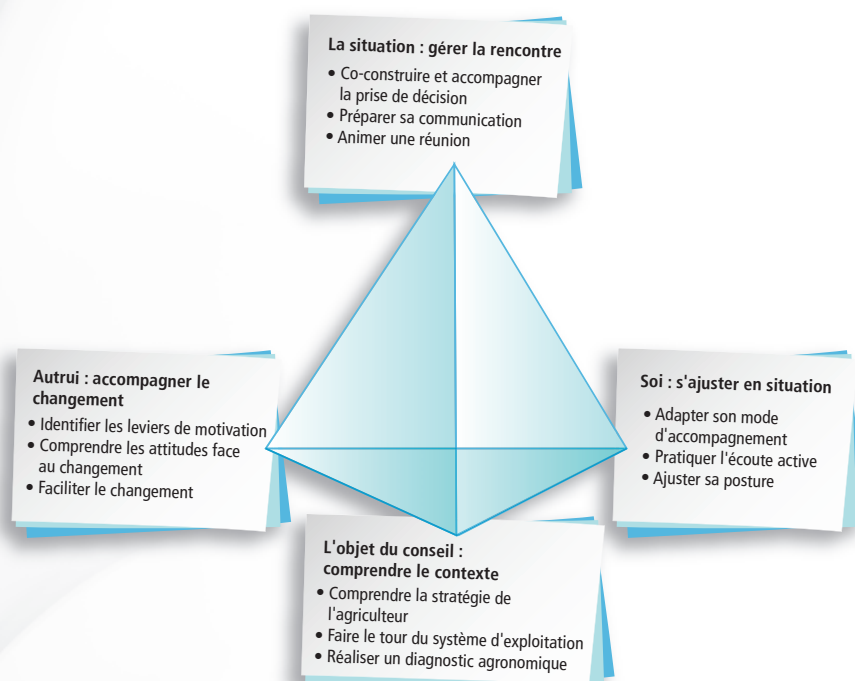 La situation : gérer la rencontre
• Co-construire et accompagner
la prise de décision
• Préparer sa communication
• Animer une réunion
Autrui : accompagner le
changement
• Identifier les leviers de motivation
• Comprendre les attitudes face
au changement
• Faciliter le changement
Soi : s'ajuster en situation
• Adapter son mode
d'accompagnement
• Pratiquer l'écoute active
• Ajuster sa posture
L'objet du conseil :
comprendre le contexte
• Comprendre la stratégie de
l'agriculteur
• Faire le tour du système d'exploitation
• Réaliser un diagnostic agronomique